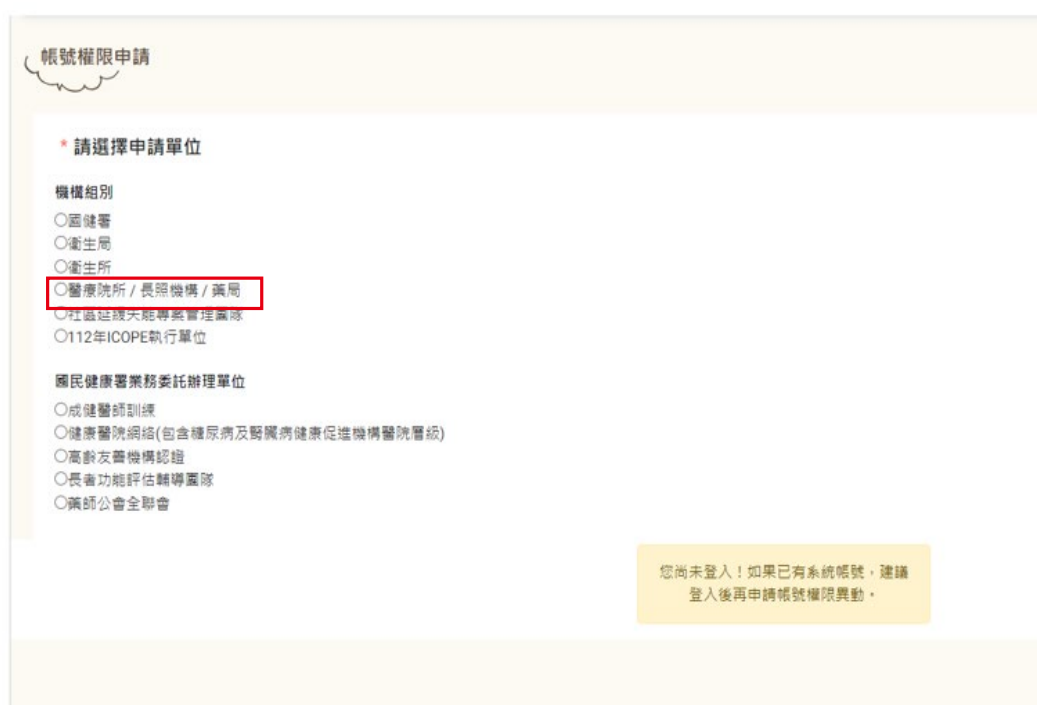 帳號權限申請
* 請選擇申請單位
機構組別
○國健署
○衛生局
○衛生所
○醫療院所 / 長照機構 / 藥局
○社區延緩失能專案管理團隊
○112年ICOPE執行單位
國民健康署業務委託辦理單位
○成健醫師訓練
○健康醫院網絡(包含糖尿病及腎臟病健康促進機構醫院層級)
○高齡友善機構認證
○長者功能評估輔導團隊
○藥師公會全聯會
您尚未登入！如果已有系統帳號，建議
登入後再申請帳號權限異動。